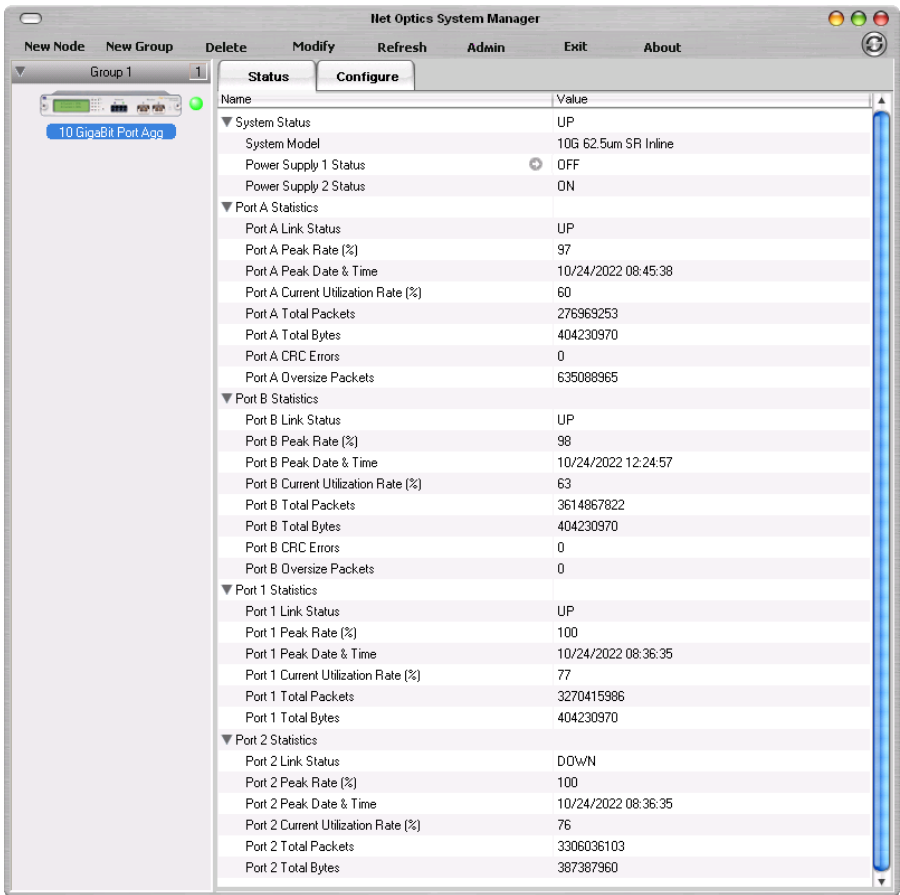 Net Optics System Manager
New Node New Group Delete Modify Refresh Admin Exit About
Group 1 1
10 GigaBit Port Agg
Status Configure
Name Value
System Status UP
System Model 10G 62.5um SR Inline
Power Supply 1 Status OFF
Power Supply 2 Status ON
Port A Statistics
Port A Link Status UP
Port A Peak Rate (%) 97
Port A Peak Date & Time 10/24/2022 08:45:38
Port A Current Utilization Rate (%) 60
Port A Total Packets 276969253
Port A Total Bytes 404230970
Port A CRC Errors 0
Port A Oversize Packets 635088965
Port B Statistics
Port B Link Status UP
Port B Peak Rate (%) 98
Port B Peak Date & Time 10/24/2022 12:24:57
Port B Current Utilization Rate (%) 63
Port B Total Packets 3614867822
Port B Total Bytes 404230970
Port B CRC Errors 0
Port B Oversize Packets 0
Port 1 Statistics
Port 1 Link Status UP
Port 1 Peak Rate (%) 100
Port 1 Peak Date & Time 10/24/2022 08:36:35
Port 1 Current Utilization Rate (%) 77
Port 1 Total Packets 3270415986
Port 1 Total Bytes 404230970
Port 2 Statistics
Port 2 Link Status DOWN
Port 2 Peak Rate (%) 100
Port 2 Peak Date & Time 10/24/2022 08:36:35
Port 2 Current Utilization Rate (%) 76
Port 2 Total Packets 3306036103
Port 2 Total Bytes 387387960